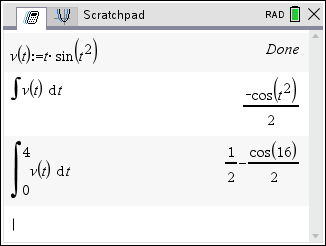 Scratchpad RAD
v(t):=t·sin(t²) Done
∫v(t) dt -cos(t²)/2
∫₀⁴ v(t) dt 1/2-cos(16)/2